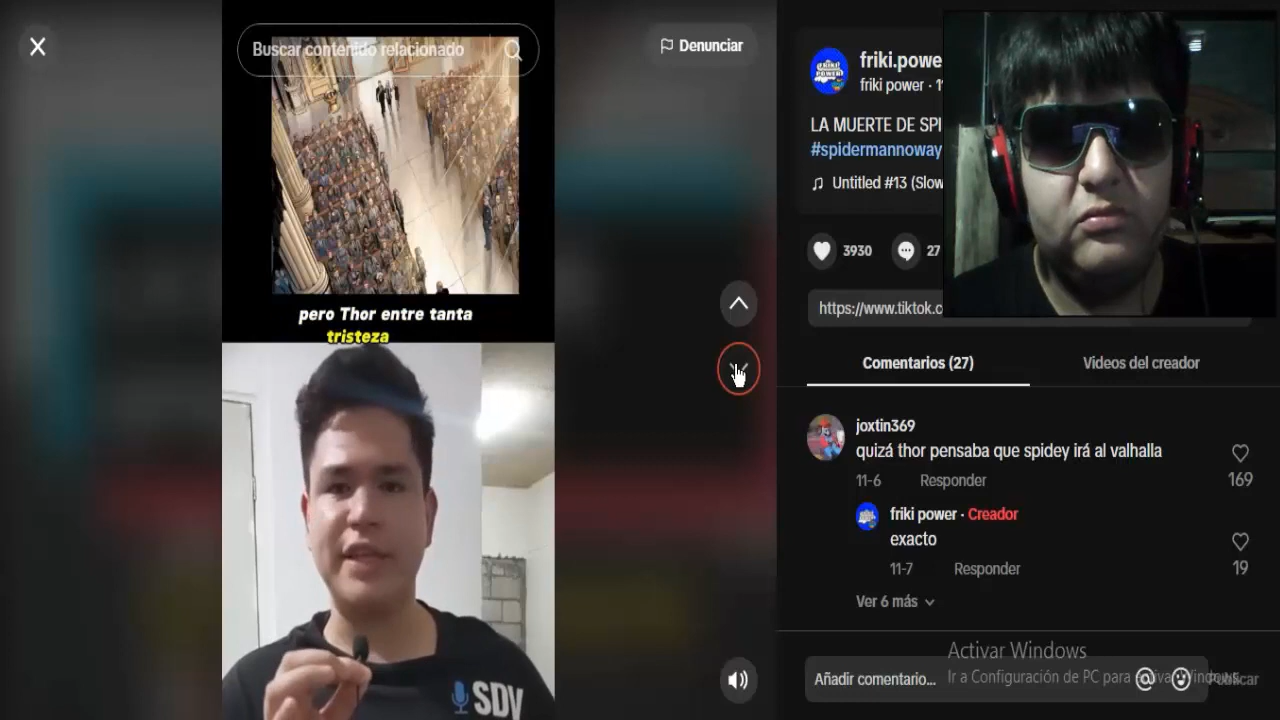 Buscar contenido relacionado
Denunciar
friki.powe
friki power · 1
LA MUERTE DE SPI
#spidermannoway
Untitled #13 (Slow
3930
27
https://www.tiktok.c
pero Thor entre tanta
tristeza
SDV
Comentarios (27)
Videos del creador
joxtin369
quizá thor pensaba que spidey irá al valhalla
169
11-6
Responder
friki power · Creador
exacto
19
11-7
Responder
Ver 6 más
Activar Windows
Ir a Configuración de PC para activar Windows.
Añadir comentario...
Publicar